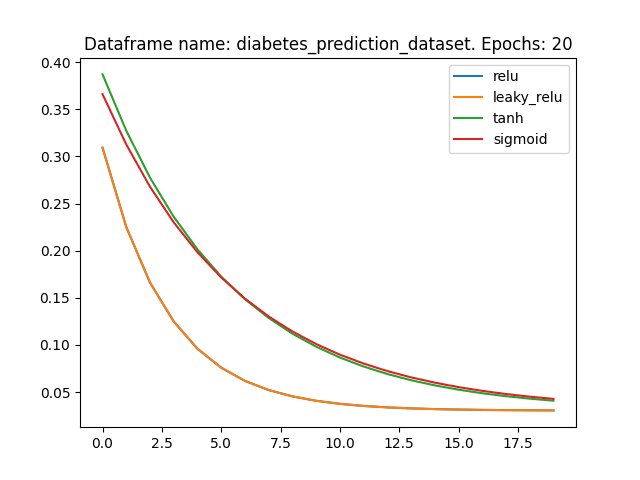 Dataframe name: diabetes_prediction_dataset. Epochs: 20
relu
leaky_relu
tanh
sigmoid
0.40
0.35
0.30
0.25
0.20
0.15
0.10
0.05
0.0 2.5 5.0 7.5 10.0 12.5 15.0 17.5